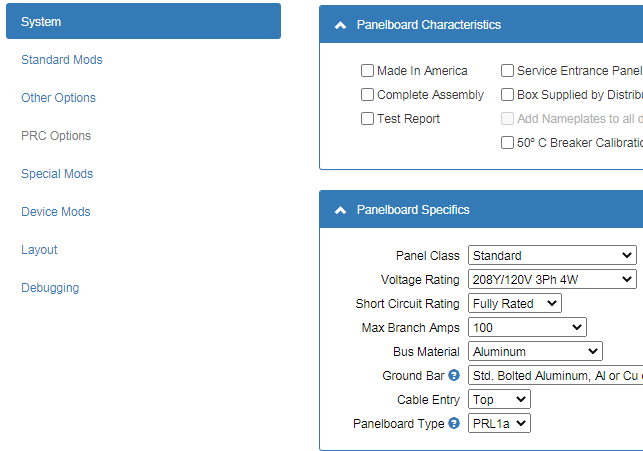 System
Standard Mods
Other Options
PRC Options
Special Mods
Device Mods
Layout
Debugging
Panelboard Characteristics
Made In America
Service Entrance Panel
Complete Assembly
Box Supplied by Distrib
Test Report
Add Nameplates to all d
50º C Breaker Calibratio
Panelboard Specifics
Panel Class Standard
Voltage Rating 208Y/120V 3Ph 4W
Short Circuit Rating Fully Rated
Max Branch Amps 100
Bus Material Aluminum
Ground Bar ? Std. Bolted Aluminum, Al or Cu
Cable Entry Top
Panelboard Type ? PRL1a